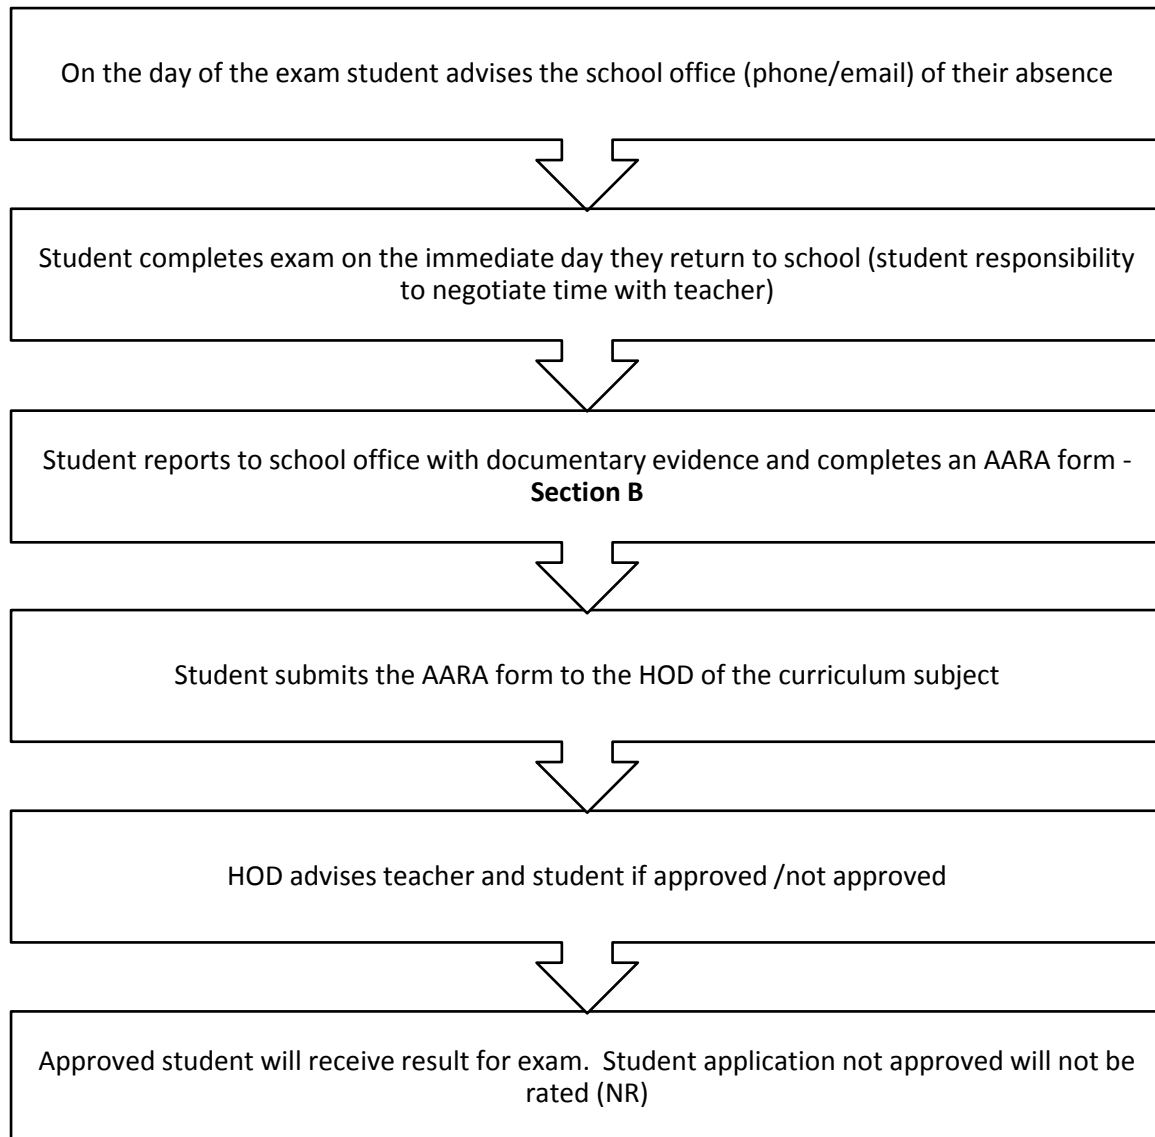 On the day of the exam student advises the school office (phone/email) of their absence
Student completes exam on the immediate day they return to school (student responsibility
to negotiate time with teacher)
Student reports to school office with documentary evidence and completes an AARA form -
Section B
Student submits the AARA form to the HOD of the curriculum subject
HOD advises teacher and student if approved /not approved
Approved student will receive result for exam.  Student application not approved will not be
rated (NR)